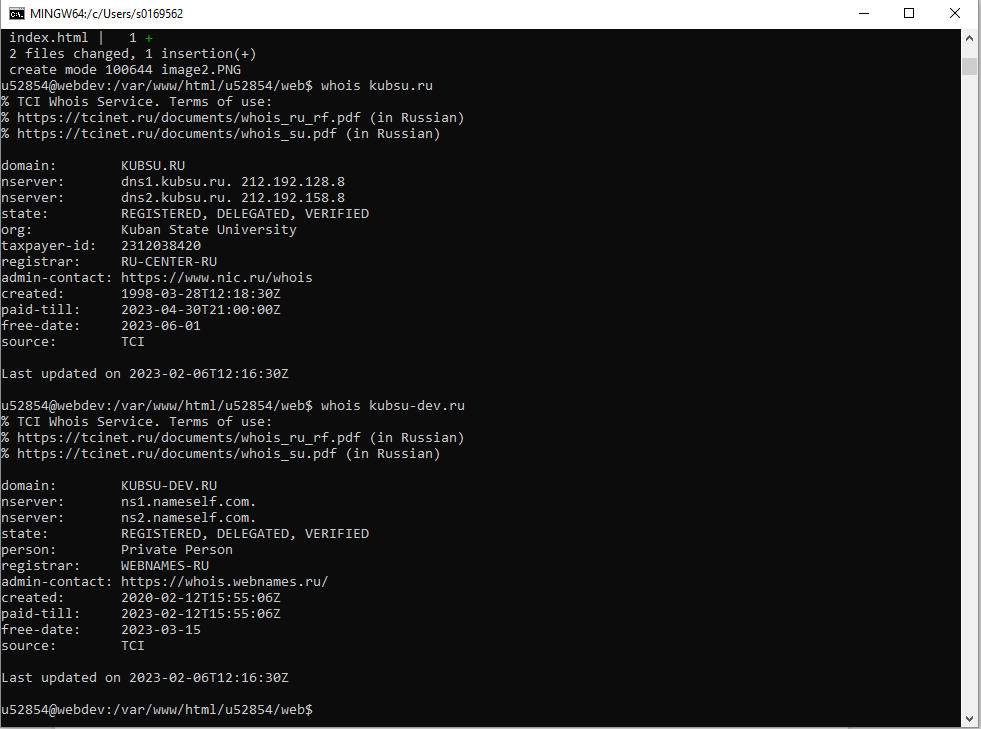 MINGW64:/c/Users/s0169562
index.html |   1 +
2 files changed, 1 insertion(+)
create mode 100644 image2.PNG
u52854@webdev:/var/www/html/u52854/web$ whois kubsu.ru
% TCI Whois Service. Terms of use:
% https://tcinet.ru/documents/whois_ru_rf.pdf (in Russian)
% https://tcinet.ru/documents/whois_su.pdf (in Russian)
domain:        KUBSU.RU
nserver:       dns1.kubsu.ru. 212.192.128.8
nserver:       dns2.kubsu.ru. 212.192.158.8
state:         REGISTERED, DELEGATED, VERIFIED
org:           Kuban State University
taxpayer-id:   2312038420
registrar:     RU-CENTER-RU
admin-contact: https://www.nic.ru/whois
created:       1998-03-28T12:18:30Z
paid-till:     2023-04-30T21:00:00Z
free-date:     2023-06-01
source:        TCI
Last updated on 2023-02-06T12:16:30Z
u52854@webdev:/var/www/html/u52854/web$ whois kubsu-dev.ru
% TCI Whois Service. Terms of use:
% https://tcinet.ru/documents/whois_ru_rf.pdf (in Russian)
% https://tcinet.ru/documents/whois_su.pdf (in Russian)
domain:        KUBSU-DEV.RU
nserver:       ns1.nameself.com.
nserver:       ns2.nameself.com.
state:         REGISTERED, DELEGATED, VERIFIED
person:        Private Person
registrar:     WEBNAMES-RU
admin-contact: https://whois.webnames.ru/
created:       2020-02-12T15:55:06Z
paid-till:     2023-02-12T15:55:06Z
free-date:     2023-03-15
source:        TCI
Last updated on 2023-02-06T12:16:30Z
u52854@webdev:/var/www/html/u52854/web$